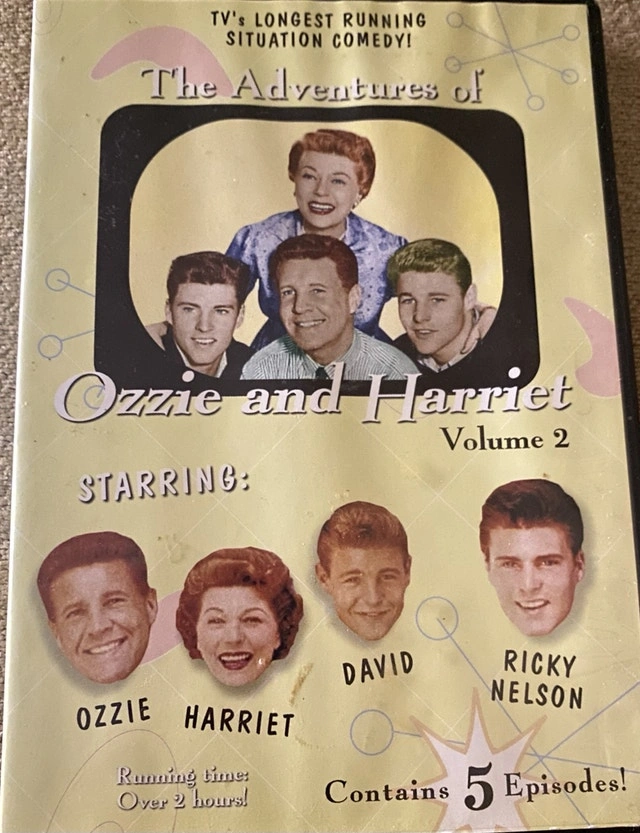 TV's LONGEST RUNNING
SITUATION COMEDY!
The Adventures of
Ozzie and Harriet
Volume 2
STARRING:
OZZIE
HARRIET
DAVID
RICKY
NELSON
Running time:
Over 2 hours!
Contains 5 Episodes!